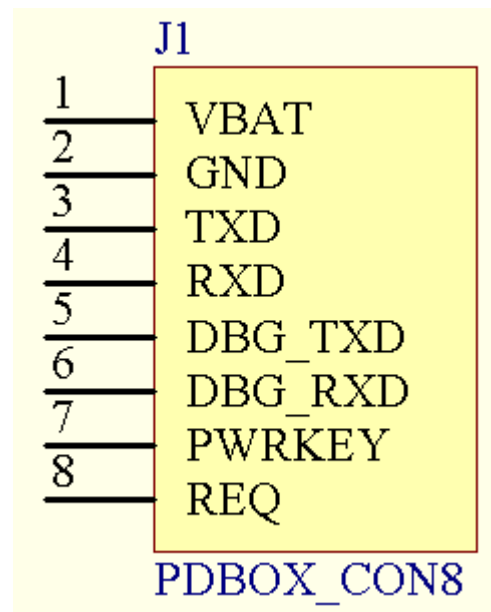 J1
1 VBAT
2 GND
3 TXD
4 RXD
5 DBG_TXD
6 DBG_RXD
7 PWRKEY
8 REQ
PDBOX_CON8